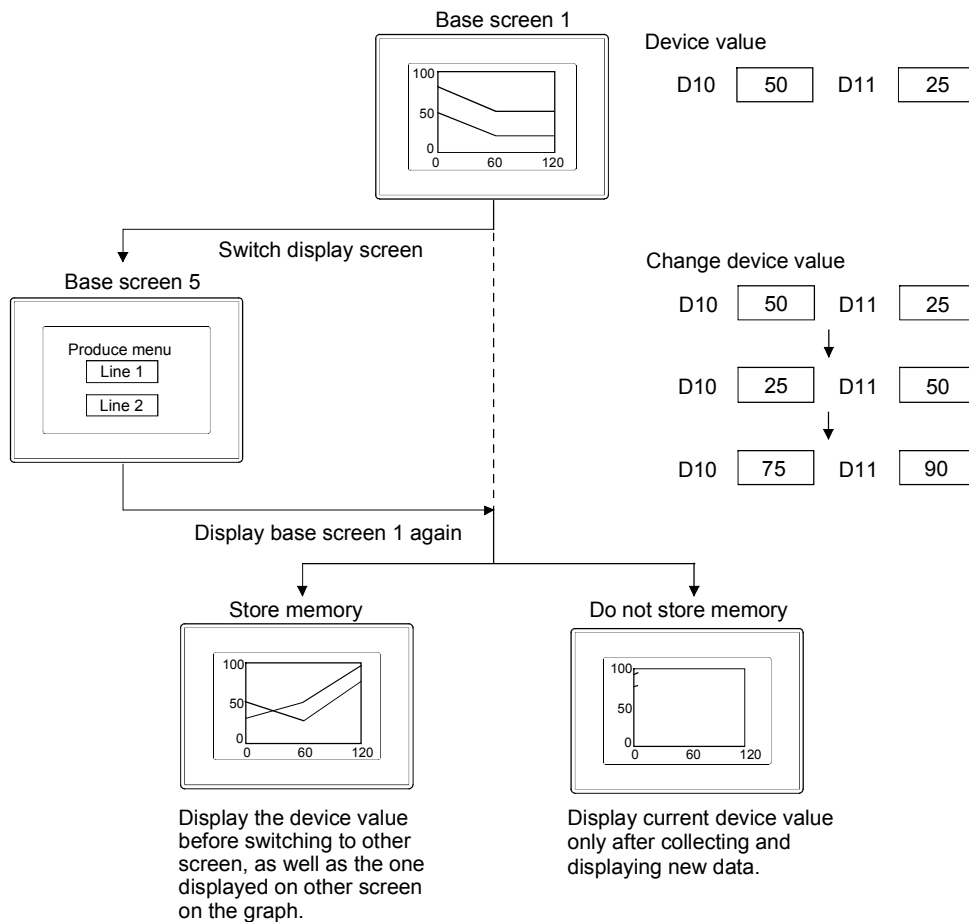 Base screen 1
100
50
0
0 60 120
Device value
D10 50 D11 25
Switch display screen
Base screen 5
Produce menu
Line 1
Line 2
Change device value
D10 50 D11 25
D10 25 D11 50
D10 75 D11 90
Display base screen 1 again
Store memory
100
50
0
0 60 120
Display the device value
before switching to other
screen, as well as the one
displayed on other screen
on the graph.
Do not store memory
100
50
0
0 60 120
Display current device value
only after collecting and
displaying new data.